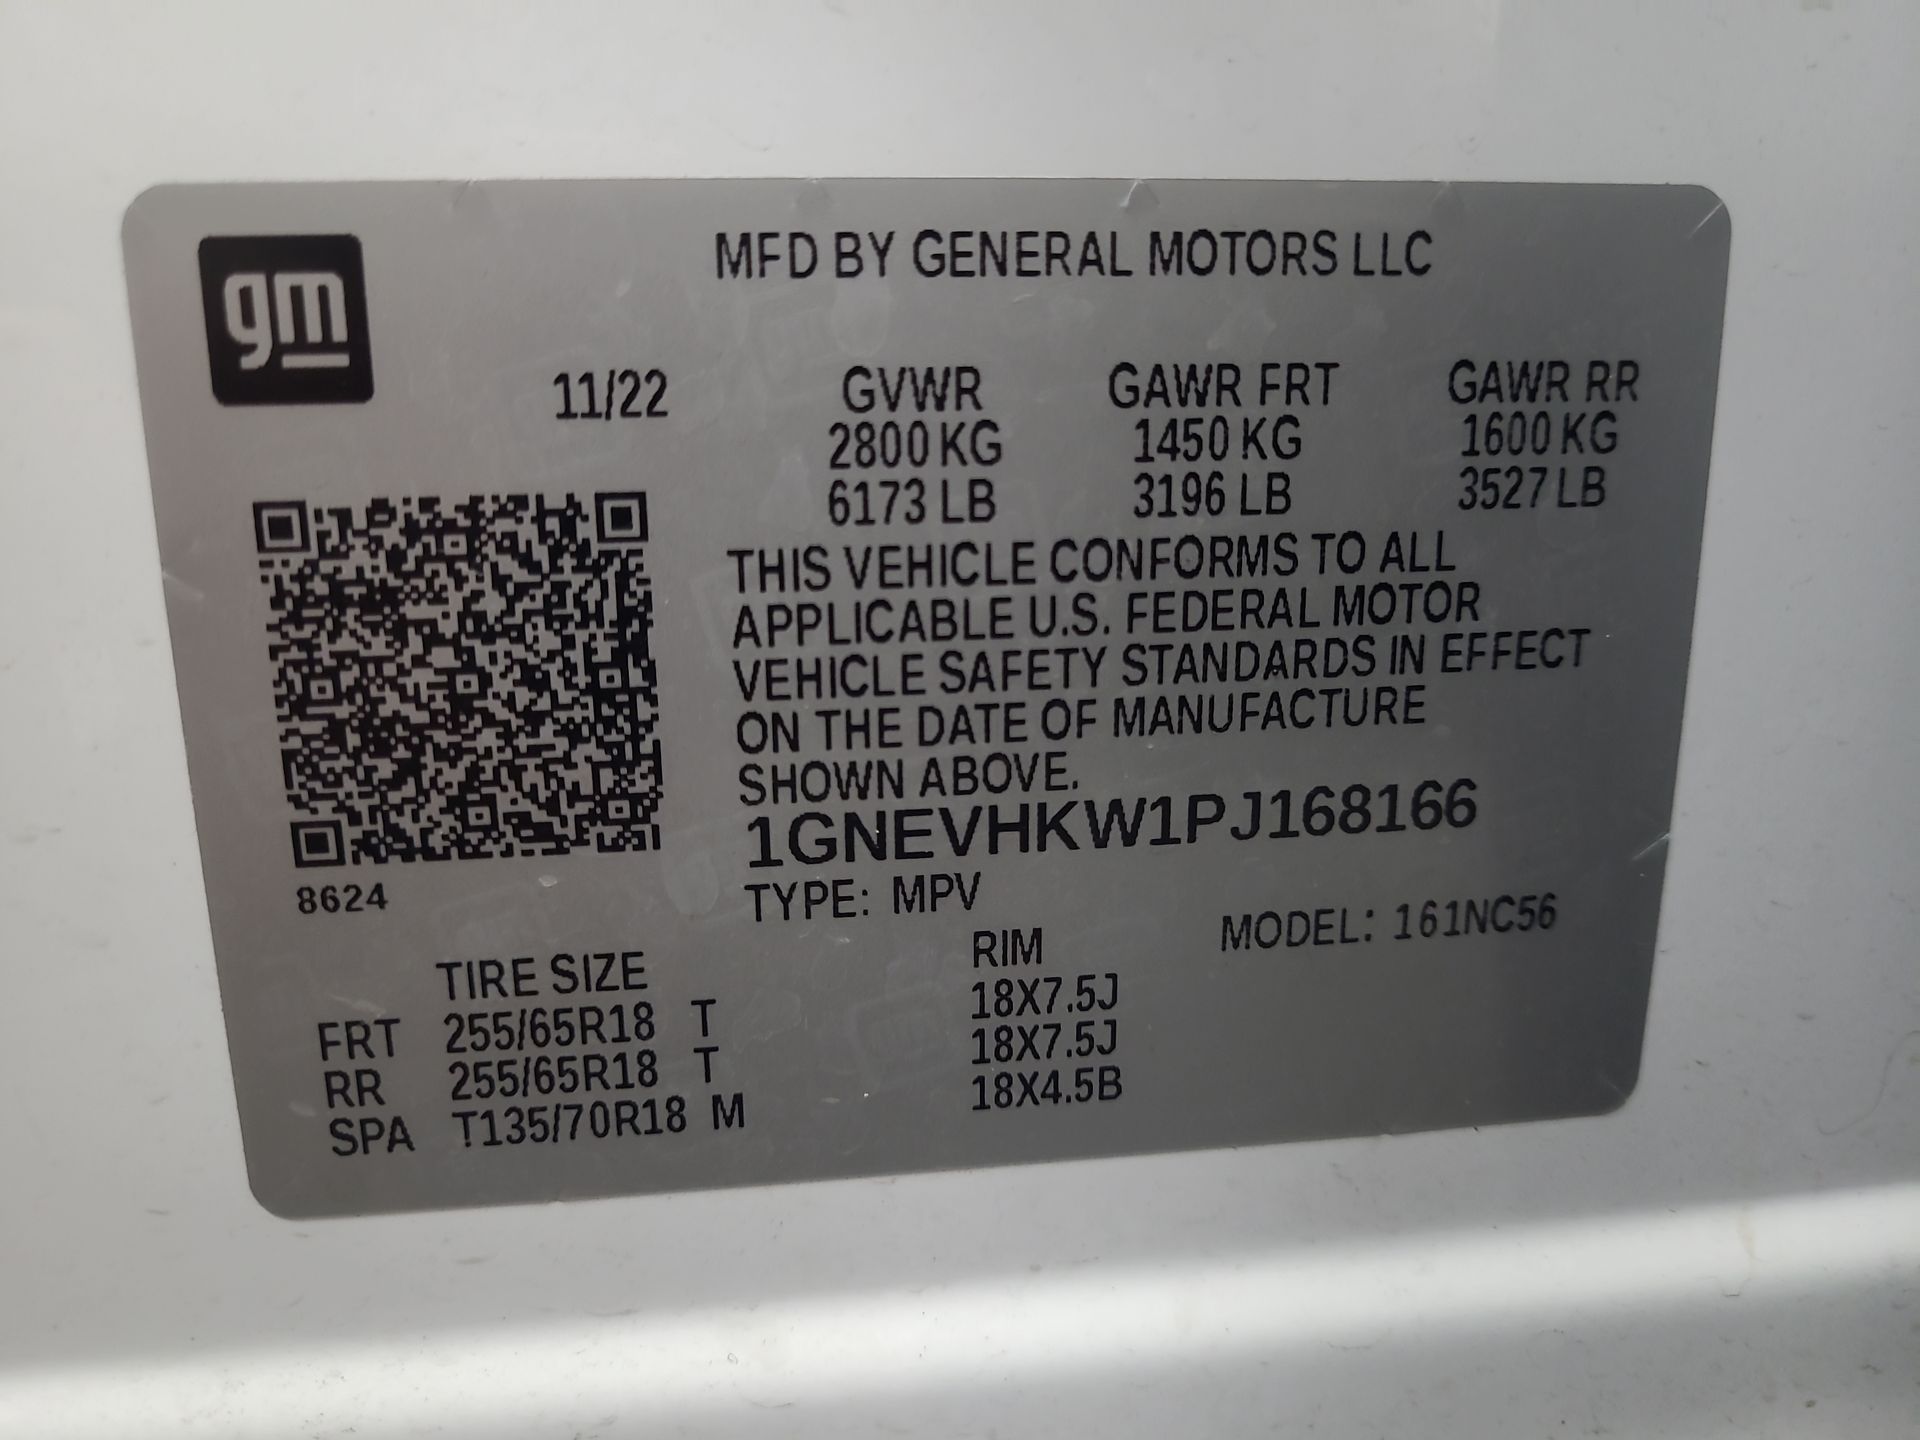 gm
MFD BY GENERAL MOTORS LLC
11/22 GVWR GAWR FRT GAWR RR
2800 KG 1450 KG 1600 KG
6173 LB 3196 LB 3527 LB
THIS VEHICLE CONFORMS TO ALL
APPLICABLE U.S. FEDERAL MOTOR
VEHICLE SAFETY STANDARDS IN EFFECT
ON THE DATE OF MANUFACTURE
SHOWN ABOVE.
1GNEVHKW1PJ168166
8624
TYPE: MPV MODEL: 161NC56
TIRE SIZE RIM
FRT 255/65R18 T 18X7.5J
RR 255/65R18 T 18X7.5J
SPA T135/70R18 M 18X4.5B